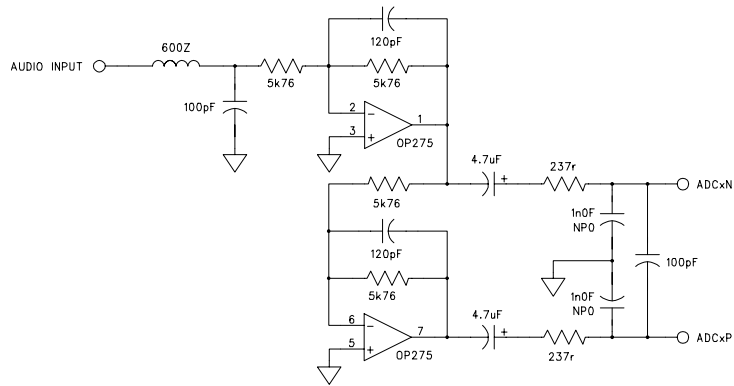 120pF
600Z
AUDIO INPUT
5k76
5k76
100pF
2
-
1
3
+
OP275
4.7uF
+
237r
ADCxN
5k76
1n0F
NPO
120pF
100pF
5k76
1n0F
NPO
4.7uF
+
6
-
7
5
+
OP275
237r
ADCxP